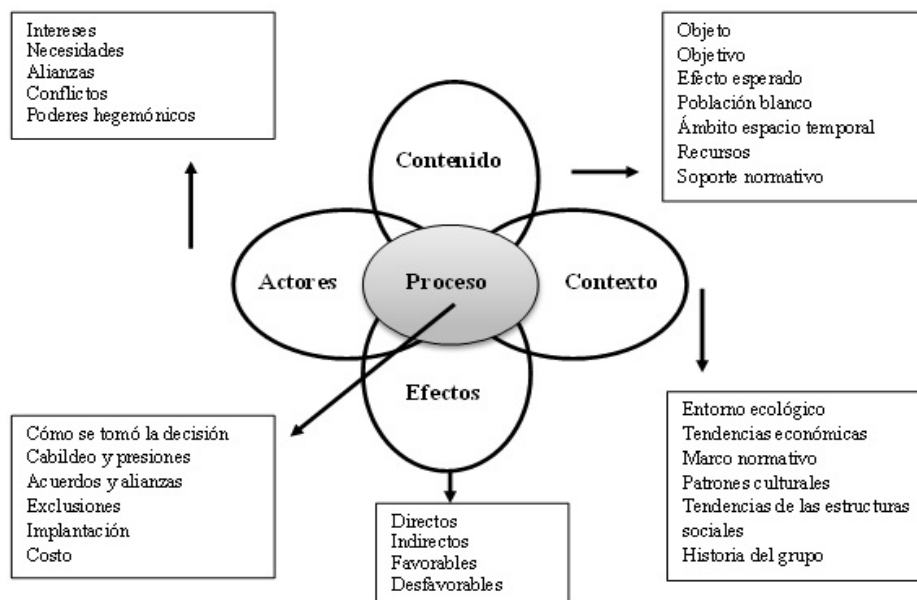 Intereses
Necesidades
Alianzas
Conflictos
Poderes hegemónicos
Objeto
Objetivo
Efecto esperado
Población blanco
Ámbito espacio temporal
Recursos
Soporte normativo
Contenido
Actores
Proceso
Contexto
Efectos
Cómo se tomó la decisión
Cabildeo y presiones
Acuerdos y alianzas
Exclusiones
Implantación
Costo
Directos
Indirectos
Favorables
Desfavorables
Entorno ecológico
Tendencias económicas
Marco normativo
Patrones culturales
Tendencias de las estructuras
sociales
Historia del grupo